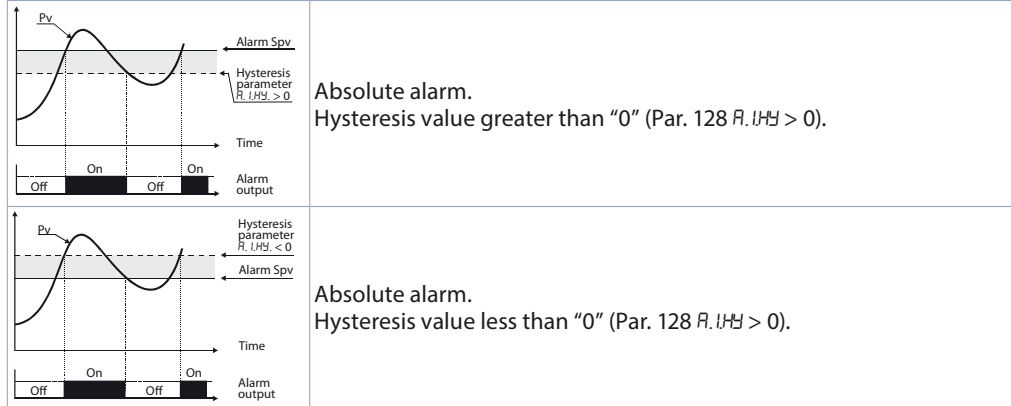 Pv
Alarm Spv
Hysteresis
parameter
A.1.HY. > 0
Time
On
On
Off
Off
Alarm
output
Absolute alarm.
Hysteresis value greater than “0” (Par. 128 A.1.HY > 0).
Pv
Hysteresis
parameter
A.1.HY. < 0
Alarm Spv
Time
On
On
Off
Off
Alarm
output
Absolute alarm.
Hysteresis value less than “0” (Par. 128 A.1.HY > 0).